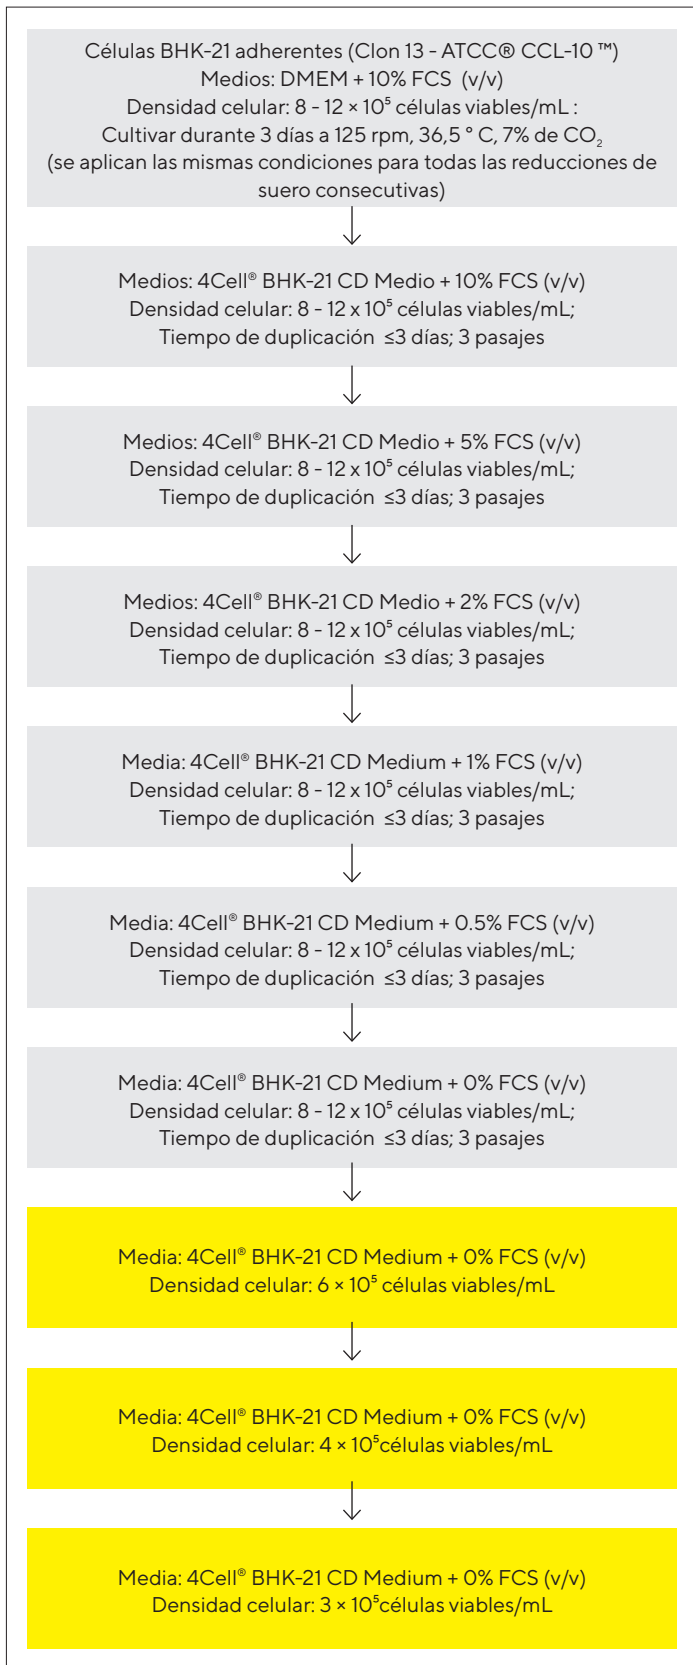 Células BHK-21 adherentes (Clon 13 - ATCC® CCL-10 ™)
Medios: DMEM + 10% FCS (v/v)
Densidad celular: 8 - 12 × 10⁵ células viables/mL :
Cultivar durante 3 días a 125 rpm, 36,5 ° C, 7% de CO₂
(se aplican las mismas condiciones para todas las reducciones de
suero consecutivas)
Medios: 4Cell® BHK-21 CD Medio + 10% FCS (v/v)
Densidad celular: 8 - 12 x 10⁵ células viables/mL;
Tiempo de duplicación ≤3 días; 3 pasajes
Medios: 4Cell® BHK-21 CD Medio + 5% FCS (v/v)
Densidad celular: 8 - 12 x 10⁵ células viables/mL;
Tiempo de duplicación ≤3 días; 3 pasajes
Medios: 4Cell® BHK-21 CD Medio + 2% FCS (v/v)
Densidad celular: 8 - 12 x 10⁵ células viables/mL;
Tiempo de duplicación ≤3 días; 3 pasajes
Media: 4Cell® BHK-21 CD Medium + 1% FCS (v/v)
Densidad celular: 8 - 12 x 10⁵ células viables/mL;
Tiempo de duplicación ≤3 días; 3 pasajes
Media: 4Cell® BHK-21 CD Medium + 0.5% FCS (v/v)
Densidad celular: 8 - 12 x 10⁵ células viables/mL;
Tiempo de duplicación ≤3 días; 3 pasajes
Media: 4Cell® BHK-21 CD Medium + 0% FCS (v/v)
Densidad celular: 8 - 12 x 10⁵ células viables/mL;
Tiempo de duplicación ≤3 días; 3 pasajes
Media: 4Cell® BHK-21 CD Medium + 0% FCS (v/v)
Densidad celular: 6 × 10⁵ células viables/mL
Media: 4Cell® BHK-21 CD Medium + 0% FCS (v/v)
Densidad celular: 4 × 10⁵células viables/mL
Media: 4Cell® BHK-21 CD Medium + 0% FCS (v/v)
Densidad celular: 3 × 10⁵células viables/mL